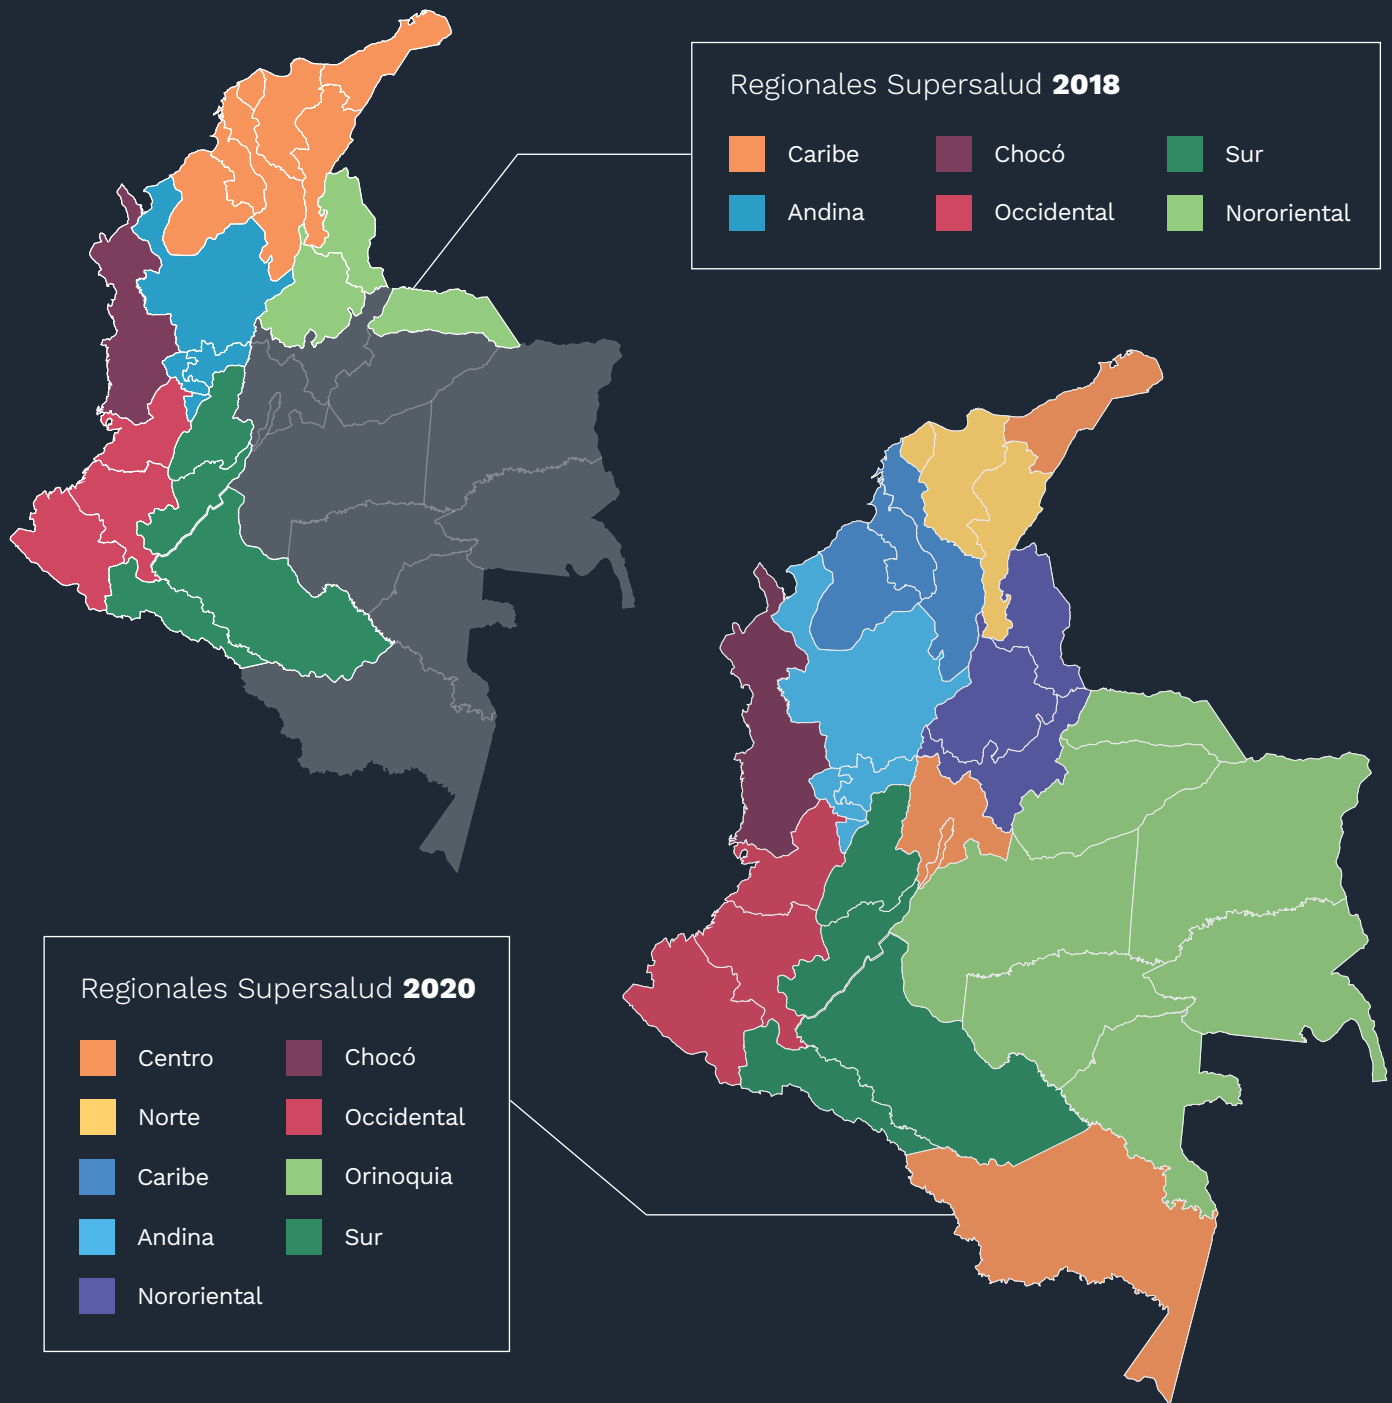 Regionales Supersalud 2018
Caribe
Chocó
Sur
Andina
Occidental
Nororiental
Regionales Supersalud 2020
Centro
Chocó
Norte
Occidental
Caribe
Orinoquia
Andina
Sur
Nororiental